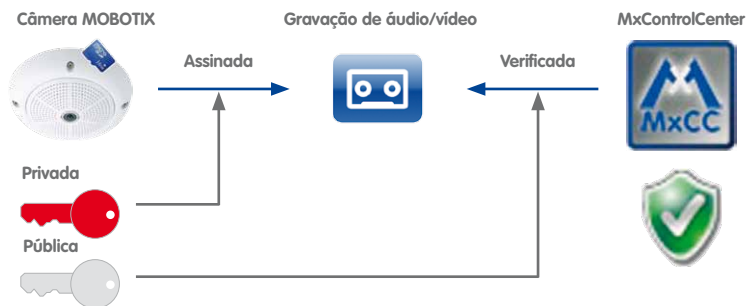 Câmera MOBOTIX
Gravação de áudio/vídeo
MxControlCenter
Assinada
Verificada
MxCC
Privada
Pública